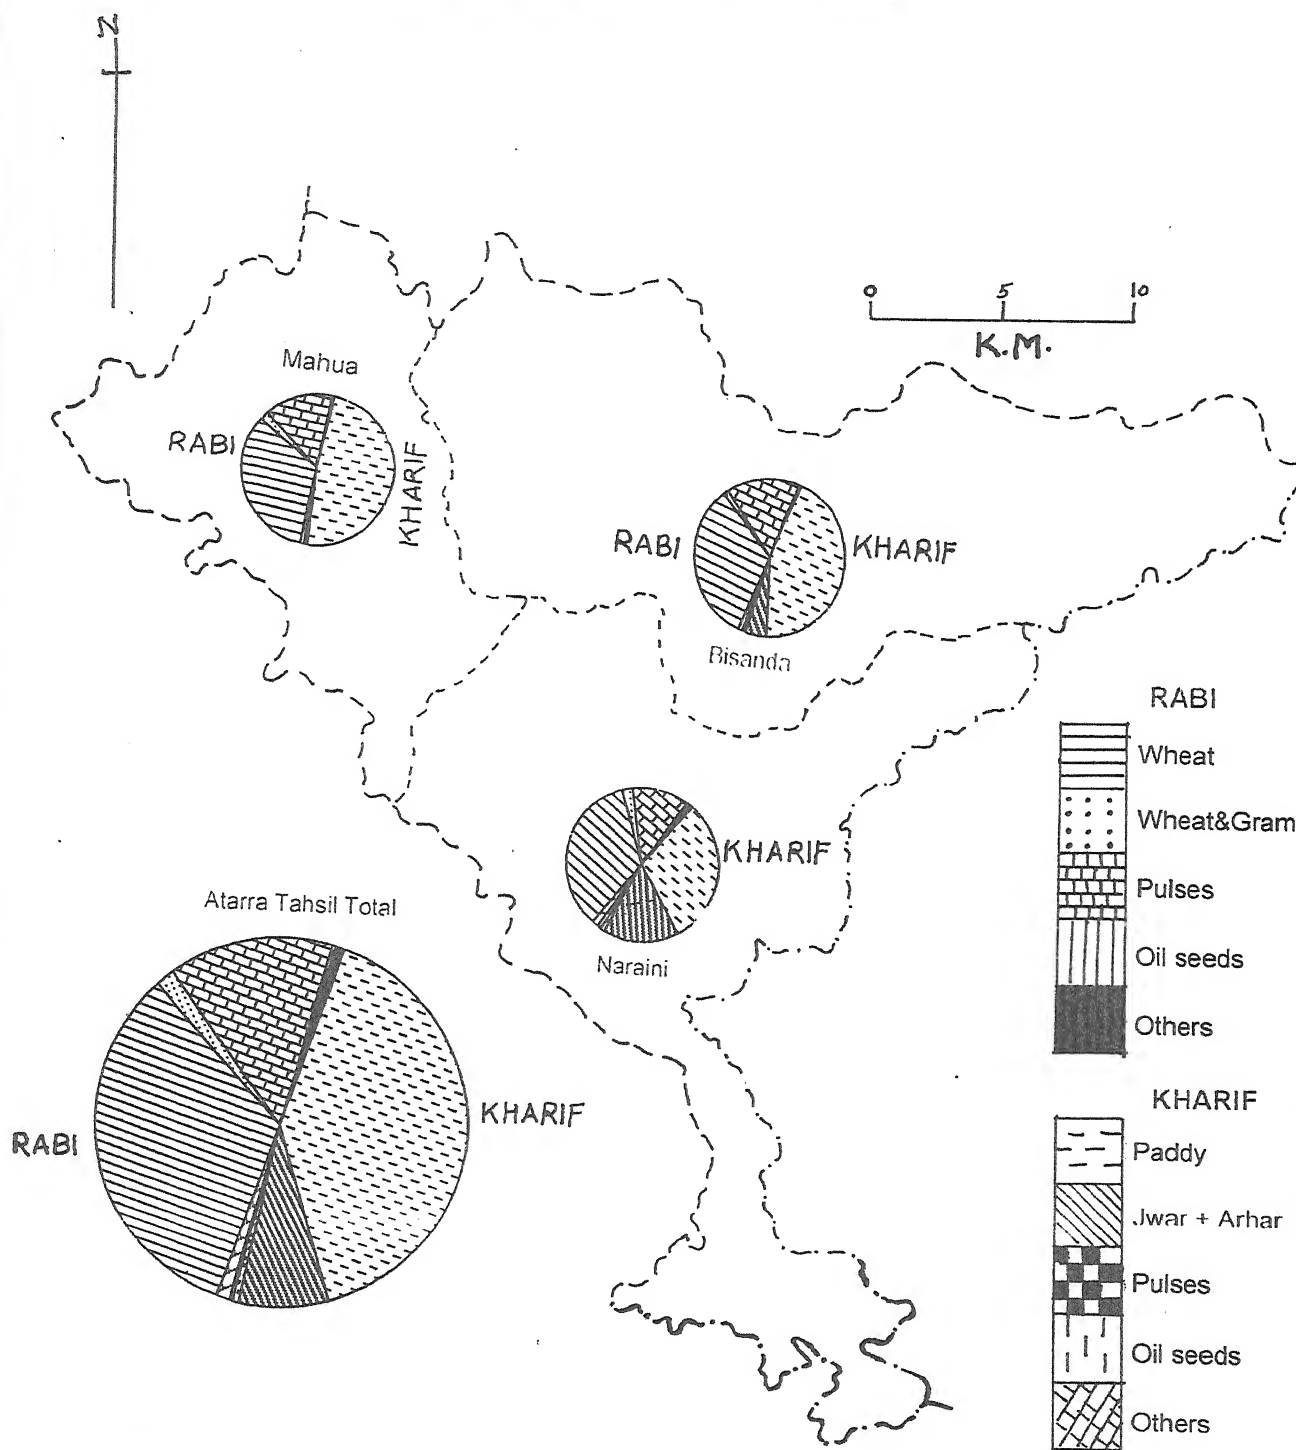 N
0 5 10
K.M.
Mahua
RABI
KHARIF
RABI
KHARIF
Bisanda
KHARIF
Naraini
Atarra Tahsil Total
RABI
KHARIF
RABI
Wheat
Wheat&Gram
Pulses
Oil seeds
Others
KHARIF
Paddy
Jwar + Arhar
Pulses
Oil seeds
Others